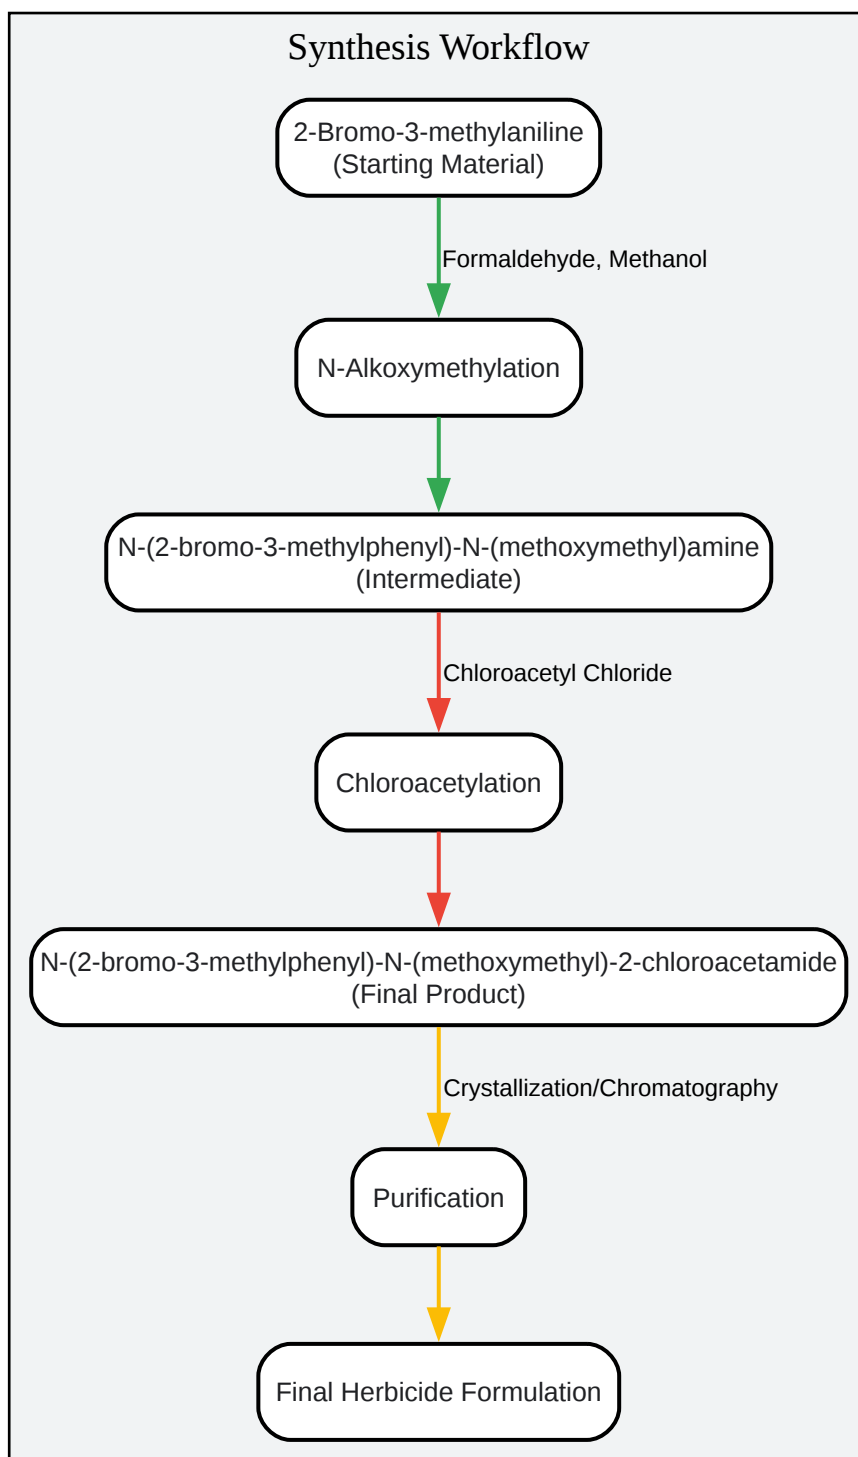 Synthesis Workflow
2-Bromo-3-methylaniline
(Starting Material)
Formaldehyde, Methanol
N-Alkoxymethylation
N-(2-bromo-3-methylphenyl)-N-(methoxymethyl)amine
(Intermediate)
Chloroacetyl Chloride
Chloroacetylation
N-(2-bromo-3-methylphenyl)-N-(methoxymethyl)-2-chloroacetamide
(Final Product)
Crystallization/Chromatography
Purification
Final Herbicide Formulation